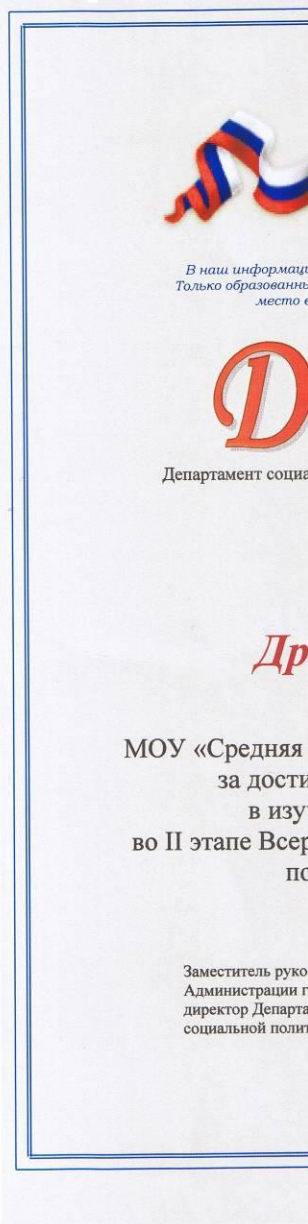 В наш информаци
Только образованны
место в
Д
Департамент социа
Др
МОУ «Средняя
за дости
в изу
во II этапе Всер
по
Заместитель руко
Администрации г
директор Департа
социальной полит